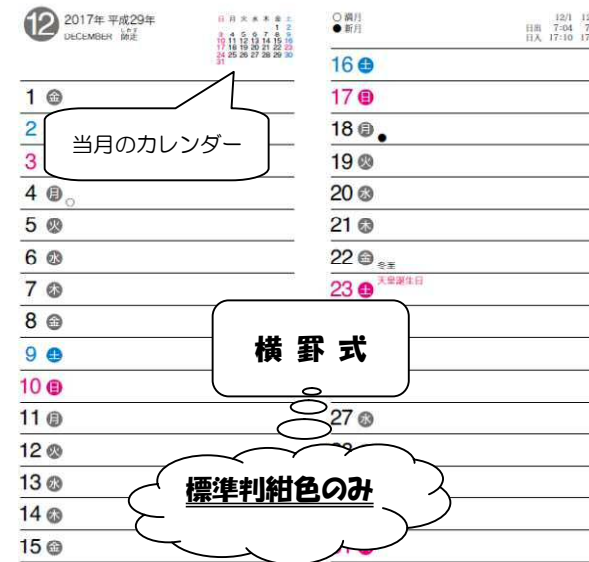 12 2017年 平成29年
DECEMBER 師走 しわす
日 月 火 水 木 金 土
1 2
3 4 5 6 7 8 9
10 11 12 13 14 15 16
17 18 19 20 21 22 23
24 25 26 27 28 29 30
31
1 金
2
3
4 月 ○
5 火
6 水
7 木
8 金
9 土
10 日
11 月
12 火
13 水
14 木
15 金
当月のカレンダー
○満月
●新月
12/1
日出 7:04
日入 17:10
16 土
17 日
18 月 ●
19 火
20 水
21 木
22 金 冬至
23 土 天皇誕生日
27 水
横罫式
標準判紺色のみ